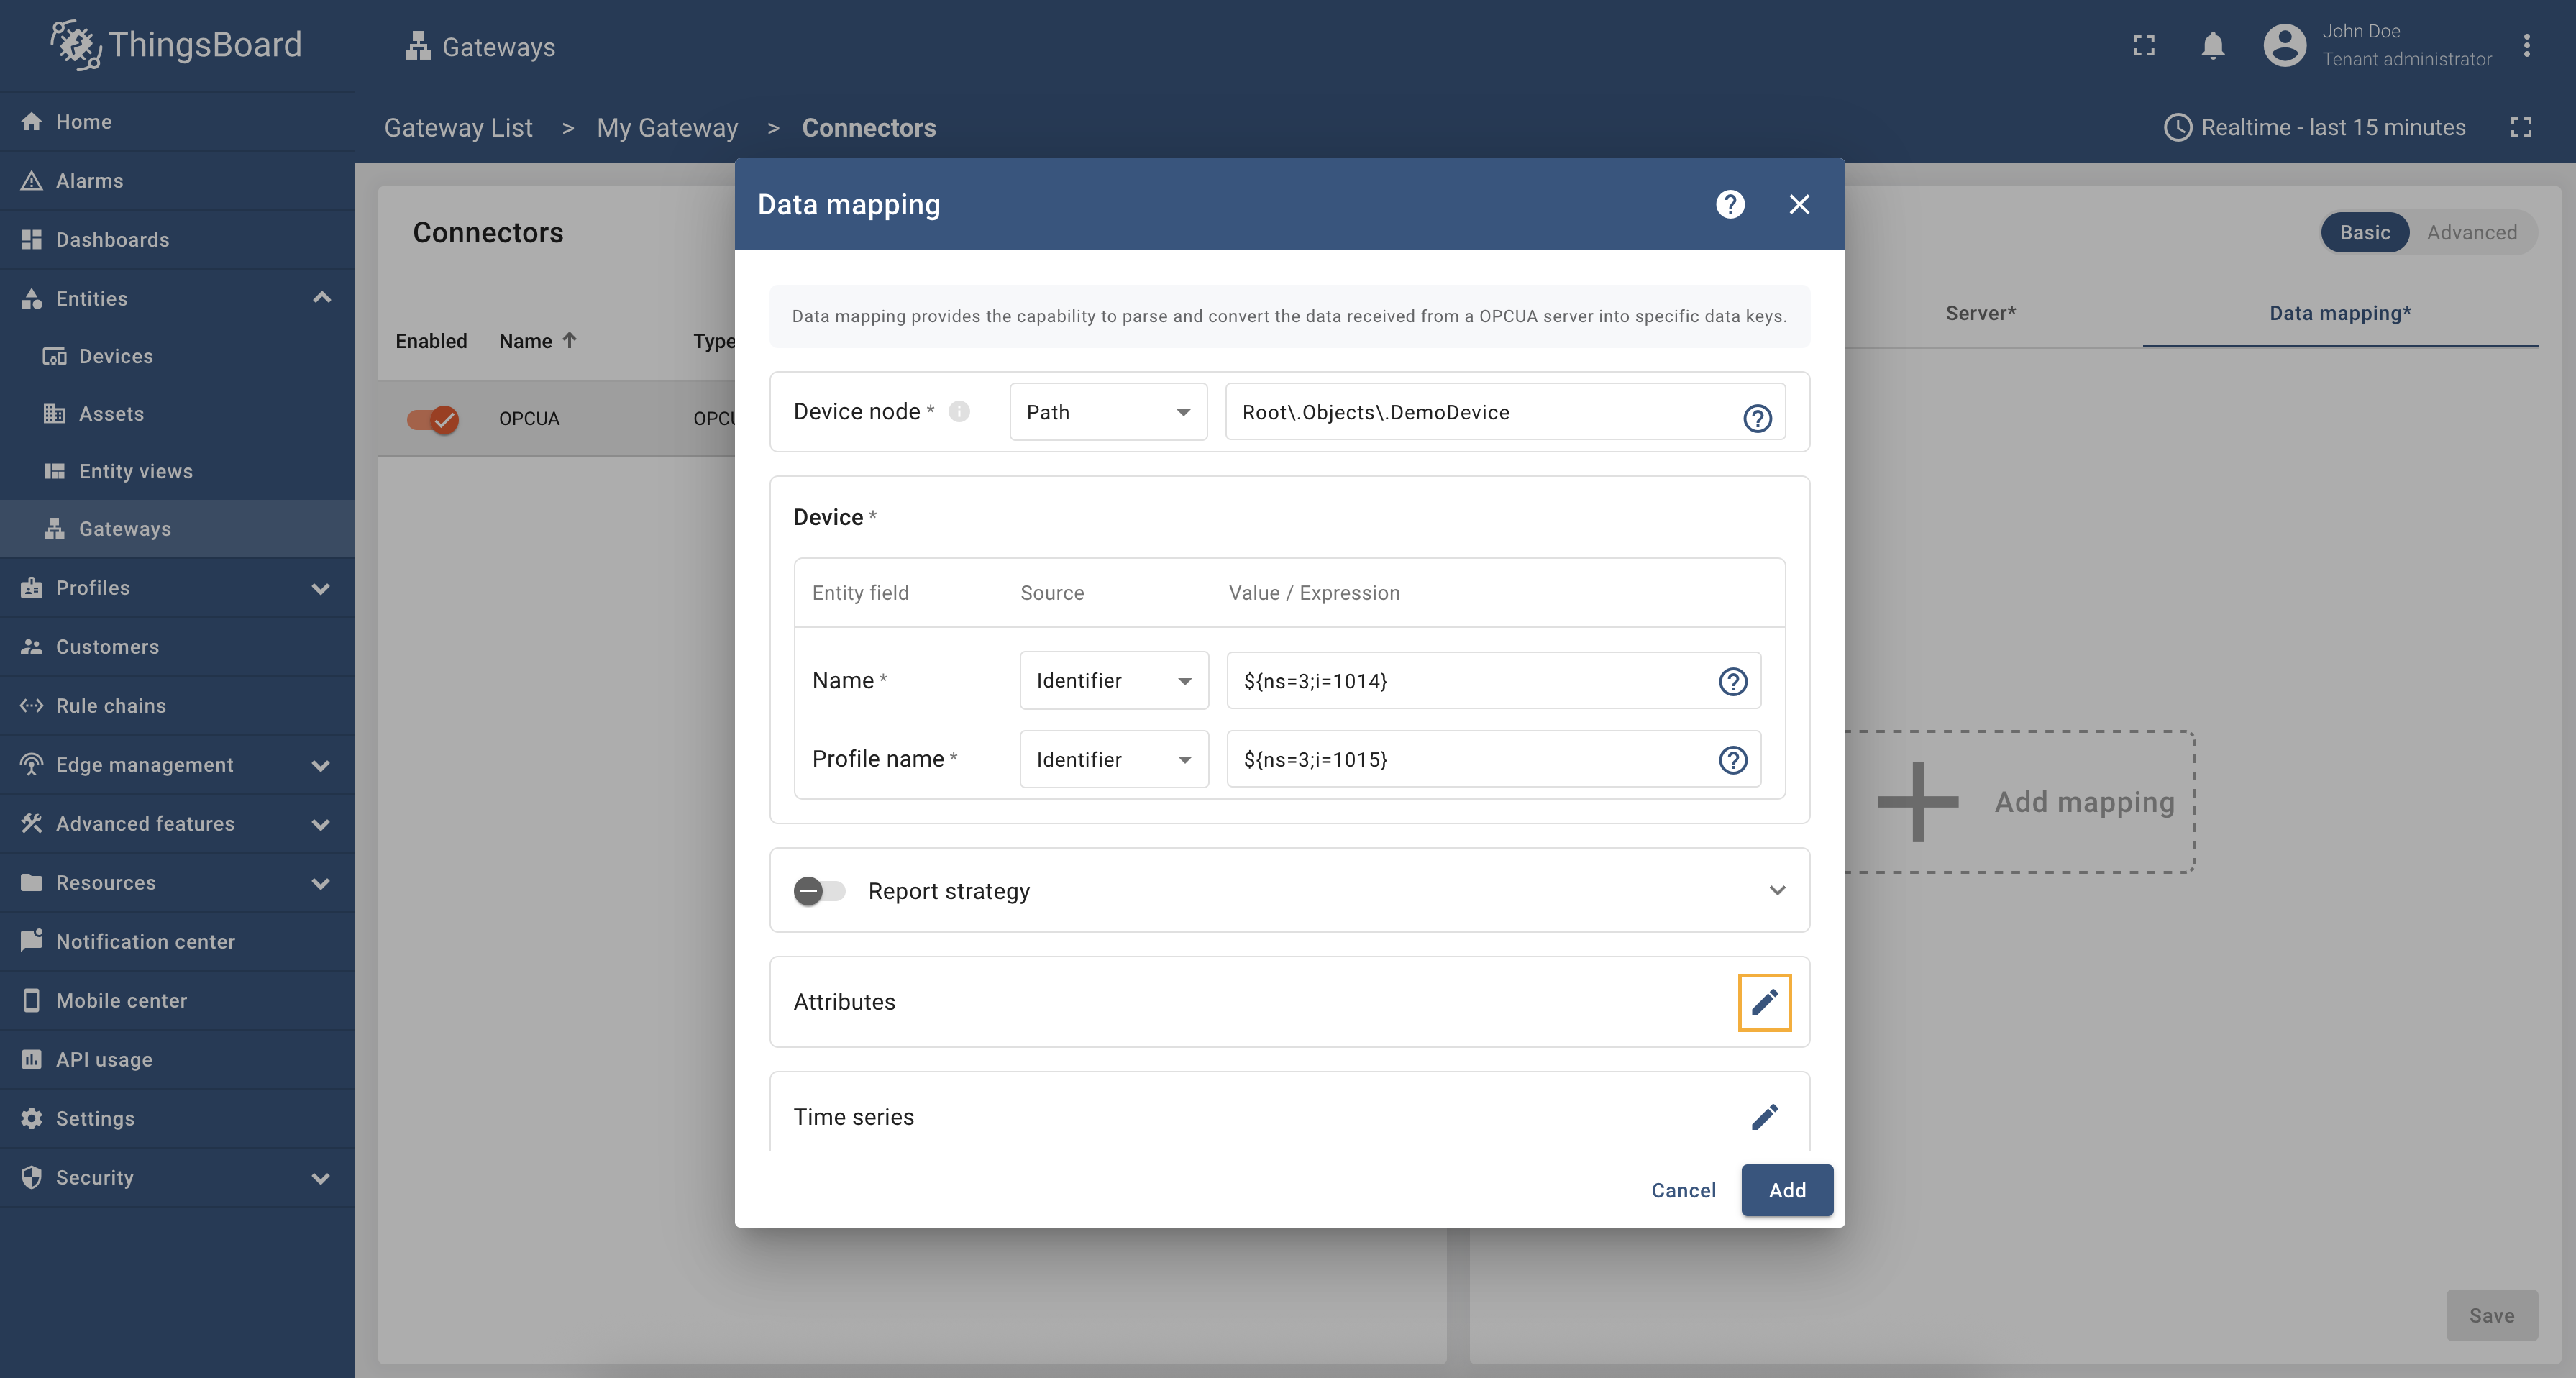 ThingsBoard
Gateways
John Doe
Tenant administrator
Gateway List > My Gateway > Connectors
Realtime - last 15 minutes
Home
Alarms
Dashboards
Entities
Devices
Assets
Entity views
Gateways
Profiles
Customers
Rule chains
Edge management
Advanced features
Resources
Notification center
Mobile center
API usage
Settings
Security
Connectors
Enabled Name Type
OPCUA OPCU
Data mapping
Data mapping provides the capability to parse and convert the data received from a OPCUA server into specific data keys.
Device node * Path Root\.Objects\.DemoDevice
Device *
Entity field Source Value / Expression
Name * Identifier ${ns=3;i=1014}
Profile name * Identifier ${ns=3;i=1015}
Report strategy
Attributes
Time series
Cancel Add
Basic Advanced
Server* Data mapping*
Add mapping
Save